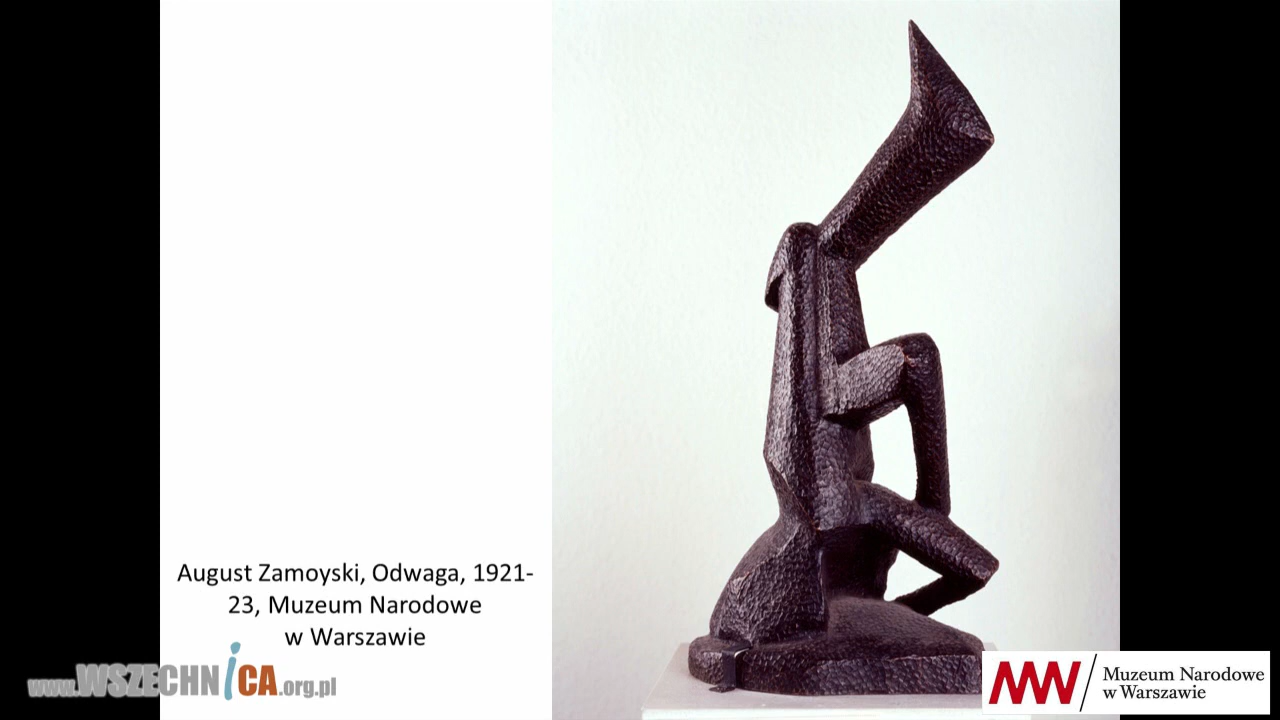 August Zamoyski, Odwaga, 1921-
23, Muzeum Narodowe
w Warszawie
www.WSZECHNiCA.org.pl
MNW
Muzeum Narodowe
w Warszawie